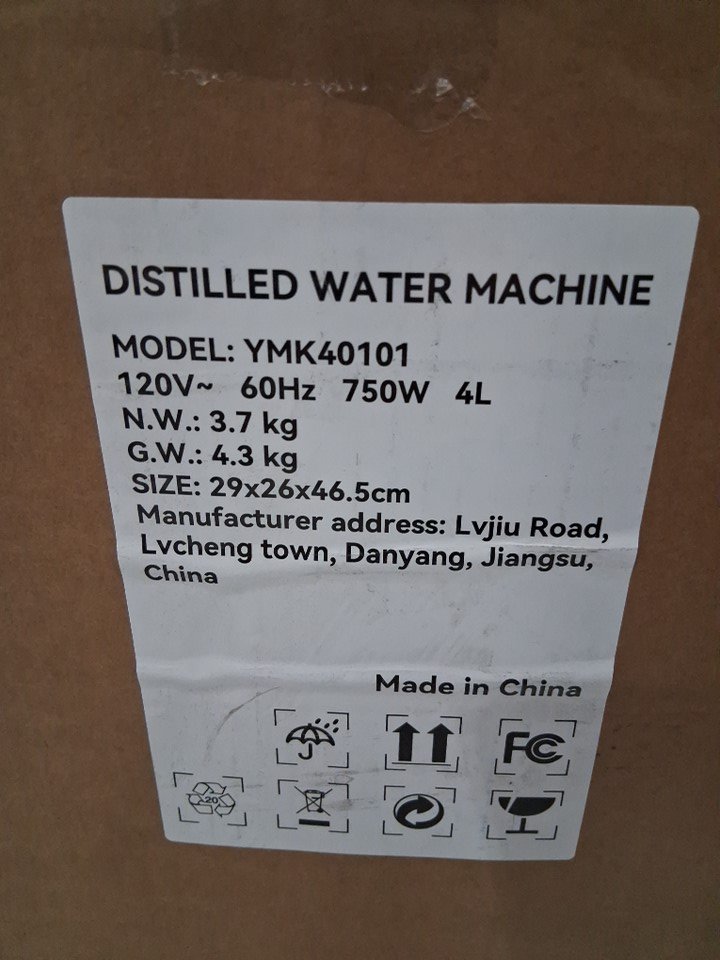 DISTILLED WATER MACHINE
MODEL: YMK40101
120V~ 60Hz 750W 4L
N.W.: 3.7 kg
G.W.: 4.3 kg
SIZE: 29x26x46.5cm
Manufacturer address: Lvjiu Road,
Lvcheng town, Danyang, Jiangsu,
China
Made in China
FC
20